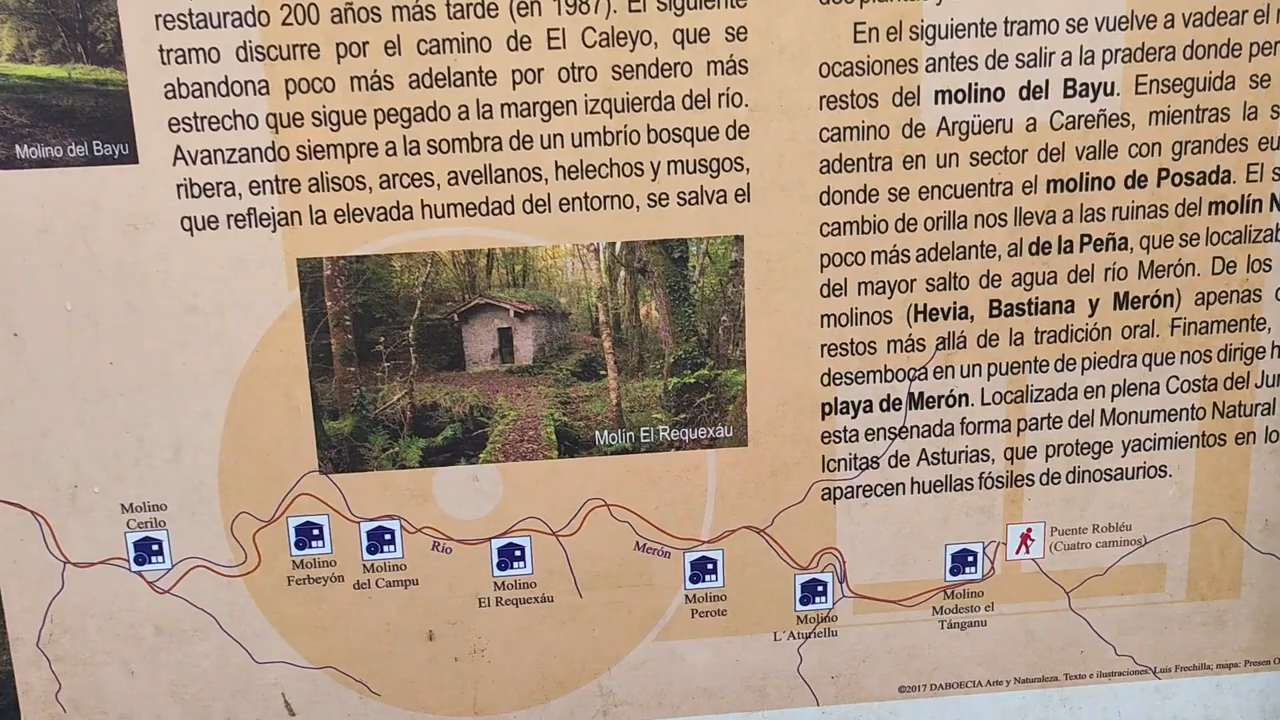 restaurado 200 años más tarde (en 1987). El siguiente
tramo discurre por el camino de El Caleyo, que se
abandona poco más adelante por otro sendero más
estrecho que sigue pegado a la margen izquierda del río.
Avanzando siempre a la sombra de un umbrío bosque de
ribera, entre alisos, arces, avellanos, helechos y musgos,
que reflejan la elevada humedad del entorno, se salva el
Molino del Bayu
Molín El Requexáu
En el siguiente tramo se vuelve a vadear el
ocasiones antes de salir a la pradera donde per
restos del molino del Bayu. Enseguida se
camino de Argüeru a Careñes, mientras la s
adentra en un sector del valle con grandes eu
donde se encuentra el molino de Posada. El s
cambio de orilla nos lleva a las ruinas del molín N
poco más adelante, al de la Peña, que se localizab
del mayor salto de agua del río Merón. De los
molinos (Hevia, Bastiana y Merón) apenas
restos más allá de la tradición oral. Finamente,
desemboca en un puente de piedra que nos dirige h
playa de Merón. Localizada en plena Costa del Jur
esta ensenada forma parte del Monumento Natural
Icnitas de Asturias, que protege yacimientos en lo
aparecen huellas fósiles de dinosaurios.
Molino
Cerilo
Molino
Ferbeyón
Molino
del Campu
Río
Molino
El Requexáu
Merón
Molino
Perote
Molino
L´Aturiellu
Molino
Modesto el
Tánganu
Puente Robléu
(Cuatro caminos)
©2017 DABOECIA Arte y Naturaleza. Texto e ilustraciones: Luis Frechilla; mapa: Presen O